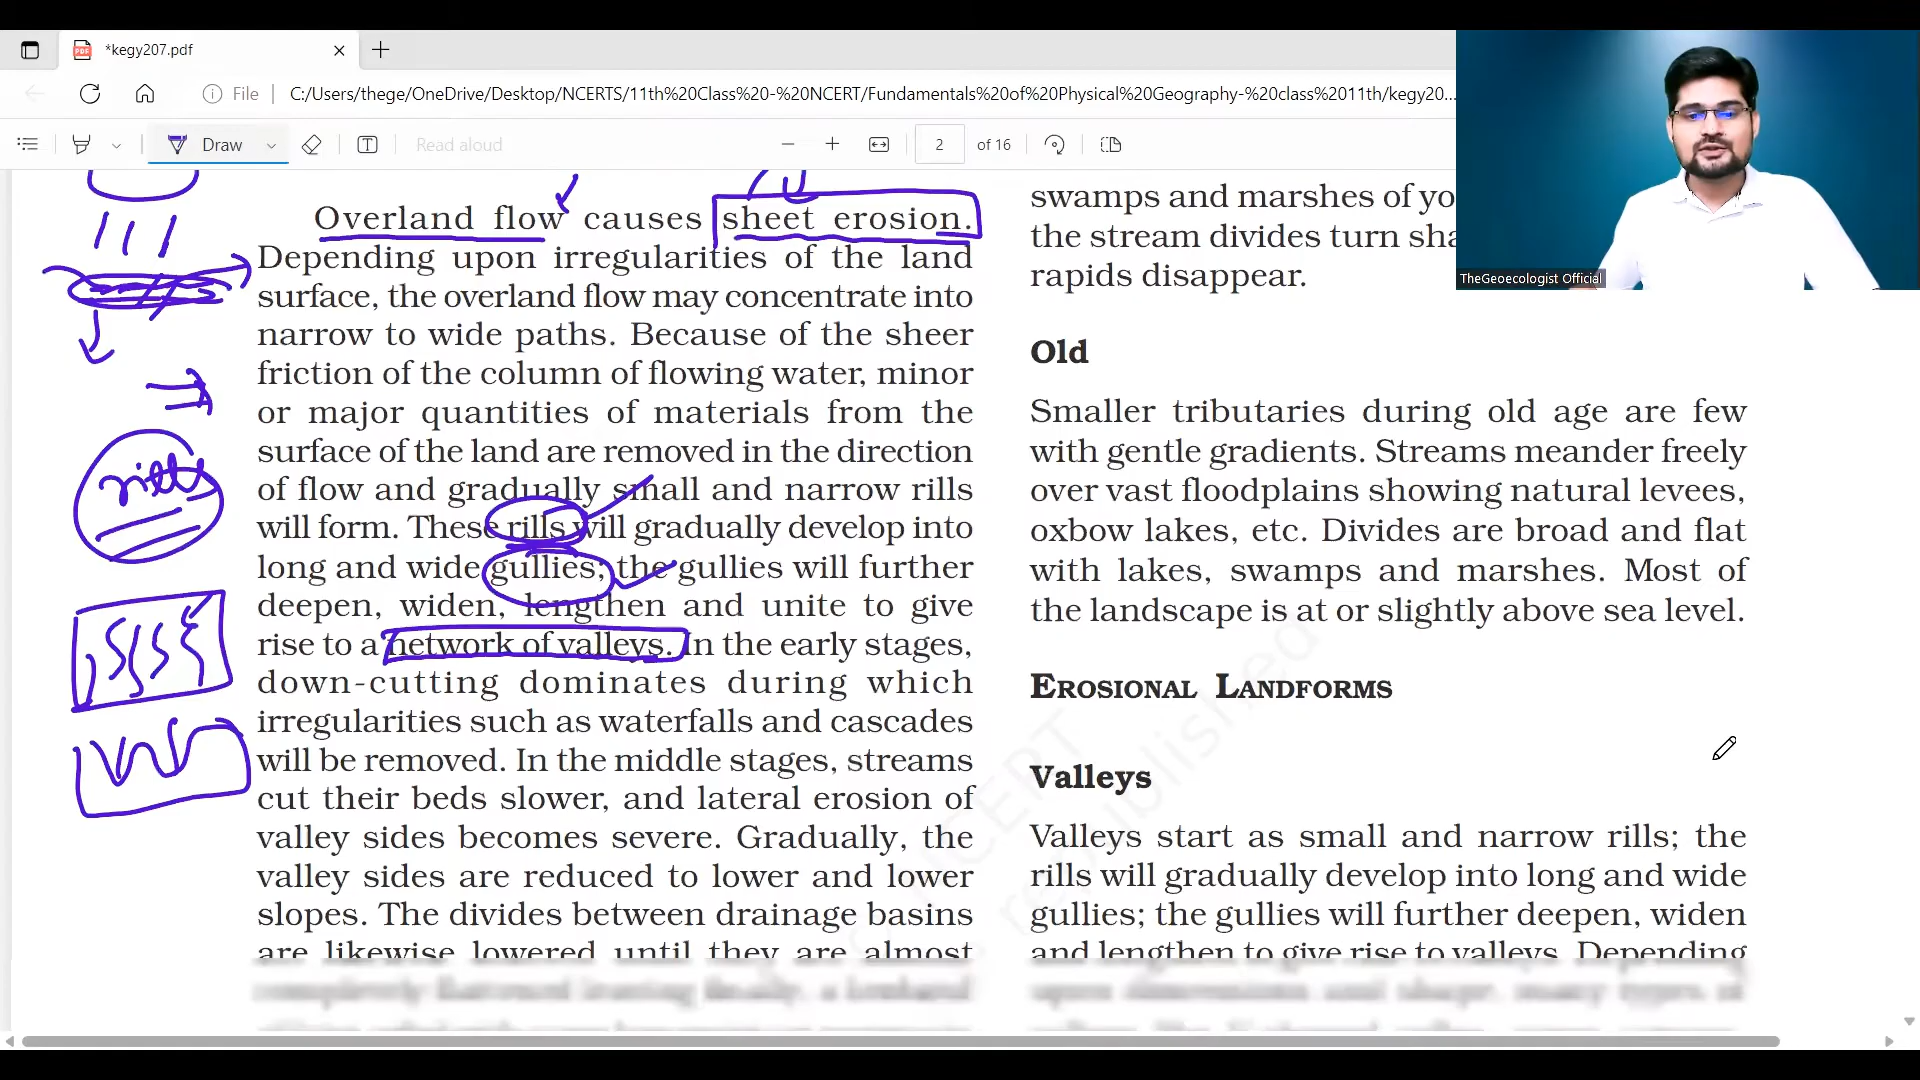 *kegy207.pdf
File
C:/Users/thege/OneDrive/Desktop/NCERTS/11th%20Class%20-%20NCERT/Fundamentals%20of%20Physical%20Geography-%20class%2011th/kegy20...
Draw
Read aloud
2 of 16
TheGeoecologist Official
Overland flow causes sheet erosion.
Depending upon irregularities of the land
surface, the overland flow may concentrate into
narrow to wide paths. Because of the sheer
friction of the column of flowing water, minor
or major quantities of materials from the
surface of the land are removed in the direction
of flow and gradually small and narrow rills
will form. These rills will gradually develop into
long and wide gullies; the gullies will further
deepen, widen, lengthen and unite to give
rise to a network of valleys. In the early stages,
down-cutting dominates during which
irregularities such as waterfalls and cascades
will be removed. In the middle stages, streams
cut their beds slower, and lateral erosion of
valley sides becomes severe. Gradually, the
valley sides are reduced to lower and lower
slopes. The divides between drainage basins
are likewise lowered until they are almost
rills
swamps and marshes of yo
the stream divides turn sha
rapids disappear.
Old
Smaller tributaries during old age are few
with gentle gradients. Streams meander freely
over vast floodplains showing natural levees,
oxbow lakes, etc. Divides are broad and flat
with lakes, swamps and marshes. Most of
the landscape is at or slightly above sea level.
EROSIONAL LANDFORMS
Valleys
Valleys start as small and narrow rills; the
rills will gradually develop into long and wide
gullies; the gullies will further deepen, widen
and lengthen to give rise to valleys. Depending